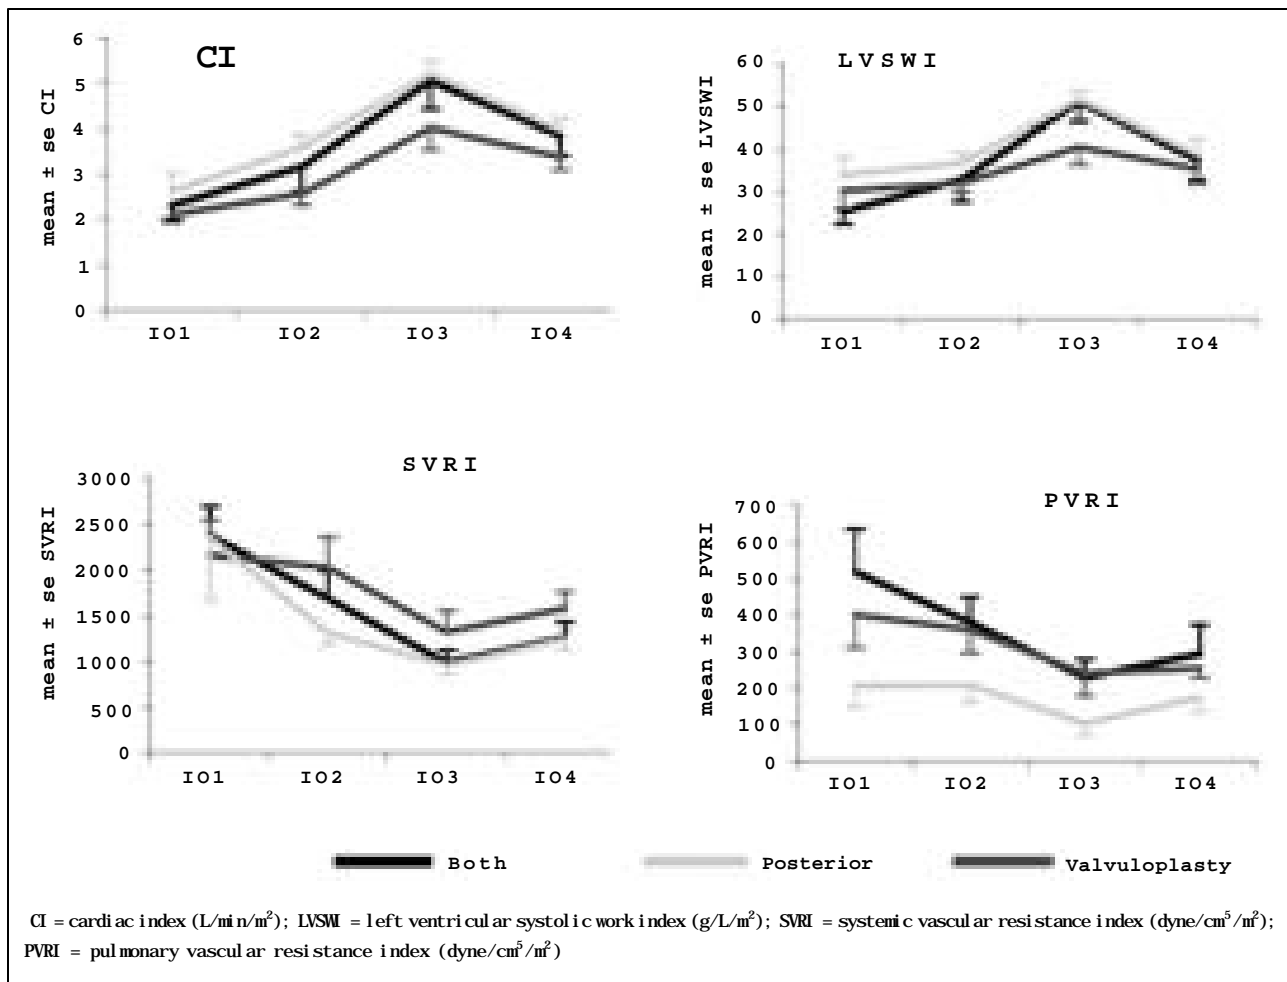 CI
mean ± se CI
6
5
4
3
2
1
0
IO1 IO2 IO3 IO4
LVSWI
mean ± se LVSWI
60
50
40
30
20
10
0
IO1 IO2 IO3 IO4
SVRI
mean ± se SVRI
3000
2500
2000
1500
1000
500
0
IO1 IO2 IO3 IO4
PVRI
mean ± se PVRI
700
600
500
400
300
200
100
0
IO1 IO2 IO3 IO4
Both Posterior Valvuloplasty
CI = cardiac index (L/min/m²); LVSWI = left ventricular systolic work index (g/L/m²); SVRI = systemic vascular resistance index (dyne/cm⁵/m²);
PVRI = pulmonary vascular resistance index (dyne/cm⁵/m²)